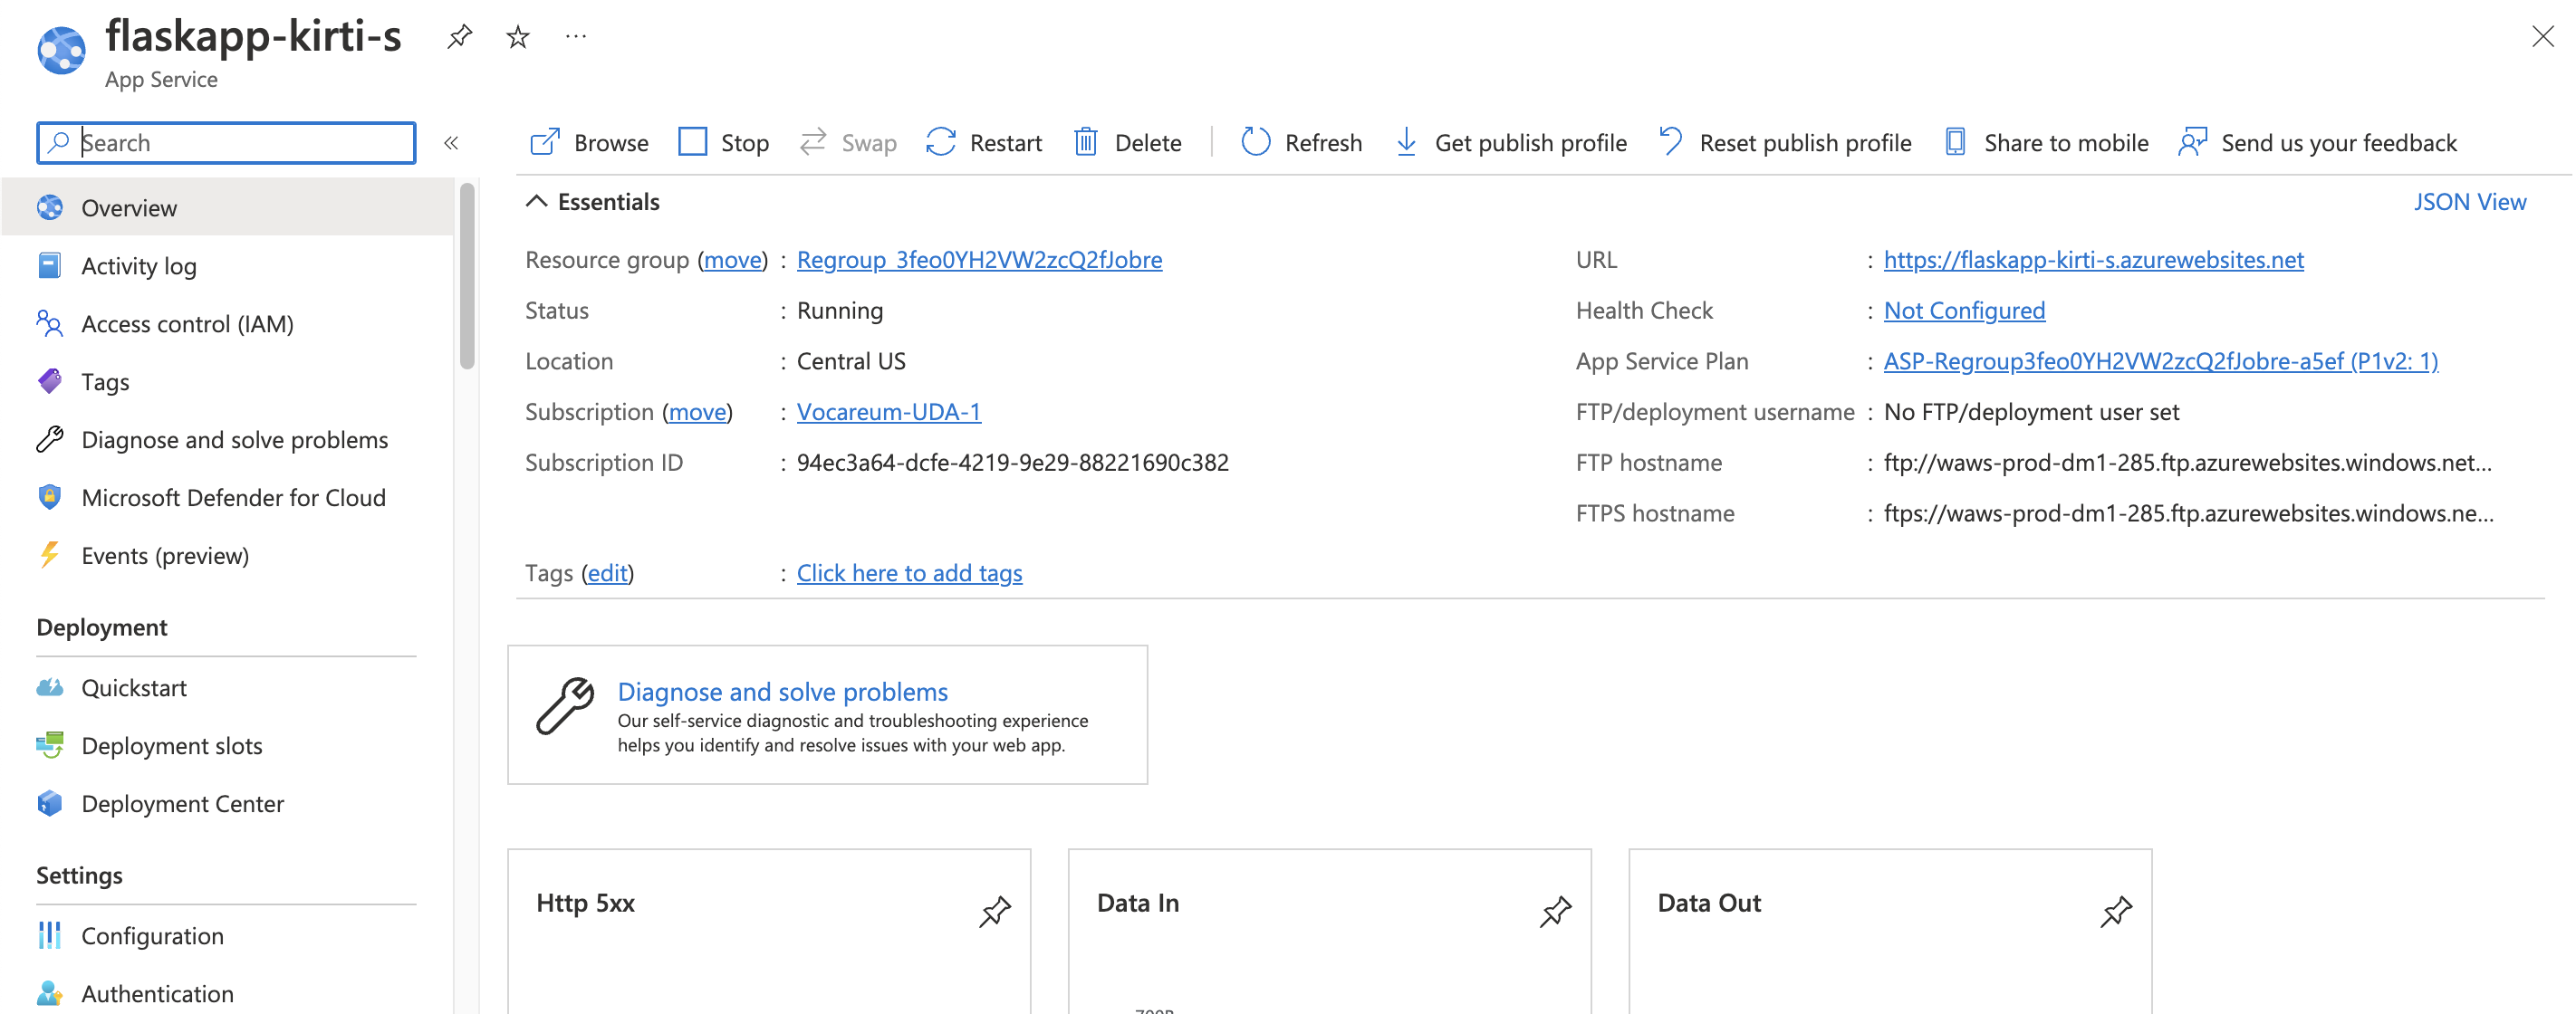 flaskapp-kirti-s
App Service
Search
«
Browse
Stop
Swap
Restart
Delete
Refresh
Get publish profile
Reset publish profile
Share to mobile
Send us your feedback
Overview
Activity log
Access control (IAM)
Tags
Diagnose and solve problems
Microsoft Defender for Cloud
Events (preview)
Deployment
Quickstart
Deployment slots
Deployment Center
Settings
Configuration
Authentication
Essentials
JSON View
Resource group (move) : Regroup_3feo0YH2VW2zcQ2fJobre
Status : Running
Location : Central US
Subscription (move) : Vocareum-UDA-1
Subscription ID : 94ec3a64-dcfe-4219-9e29-88221690c382
URL : https://flaskapp-kirti-s.azurewebsites.net
Health Check : Not Configured
App Service Plan : ASP-Regroup3feo0YH2VW2zcQ2fJobre-a5ef (P1v2: 1)
FTP/deployment username : No FTP/deployment user set
FTP hostname : ftp://waws-prod-dm1-285.ftp.azurewebsites.windows.net...
FTPS hostname : ftps://waws-prod-dm1-285.ftp.azurewebsites.windows.ne...
Tags (edit) : Click here to add tags
Diagnose and solve problems
Our self-service diagnostic and troubleshooting experience
helps you identify and resolve issues with your web app.
Http 5xx
Data In
Data Out